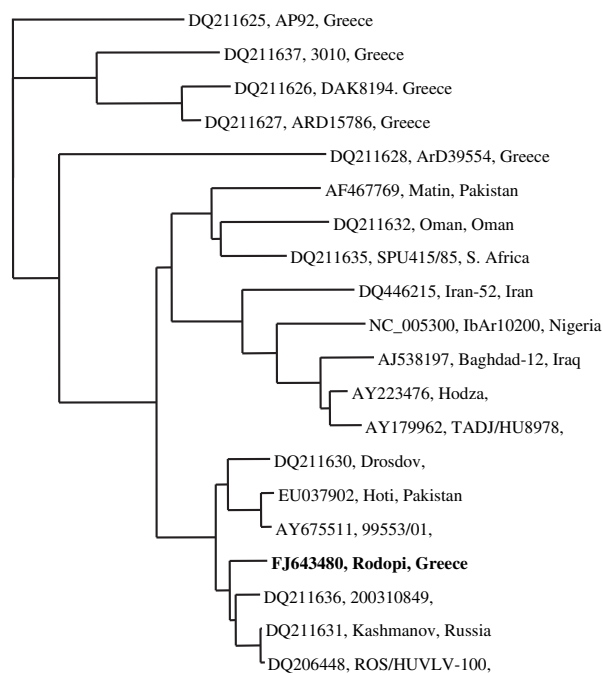 DQ211625, AP92, Greece
DQ211637, 3010, Greece
DQ211626, DAK8194. Greece
DQ211627, ARD15786, Greece
DQ211628, ArD39554, Greece
AF467769, Matin, Pakistan
DQ211632, Oman, Oman
DQ211635, SPU415/85, S. Africa
DQ446215, Iran-52, Iran
NC_005300, IbAr10200, Nigeria
AJ538197, Baghdad-12, Iraq
AY223476, Hodza,
AY179962, TADJ/HU8978,
DQ211630, Drosdov,
EU037902, Hoti, Pakistan
AY675511, 99553/01,
FJ643480, Rodopi, Greece
DQ211636, 200310849,
DQ211631, Kashmanov, Russia
DQ206448, ROS/HUVLV-100,